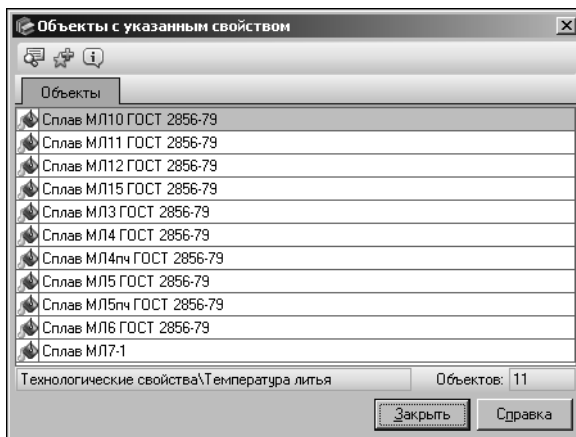 Объекты с указанным свойством
Объекты
Сплав МЛ10 ГОСТ 2856-79
Сплав МЛ11 ГОСТ 2856-79
Сплав МЛ12 ГОСТ 2856-79
Сплав МЛ15 ГОСТ 2856-79
Сплав МЛ3 ГОСТ 2856-79
Сплав МЛ4 ГОСТ 2856-79
Сплав МЛ4пч ГОСТ 2856-79
Сплав МЛ5 ГОСТ 2856-79
Сплав МЛ5пч ГОСТ 2856-79
Сплав МЛ6 ГОСТ 2856-79
Сплав МЛ7-1
Технологические свойства\Температура литья Объектов: 11
Закрыть Справка